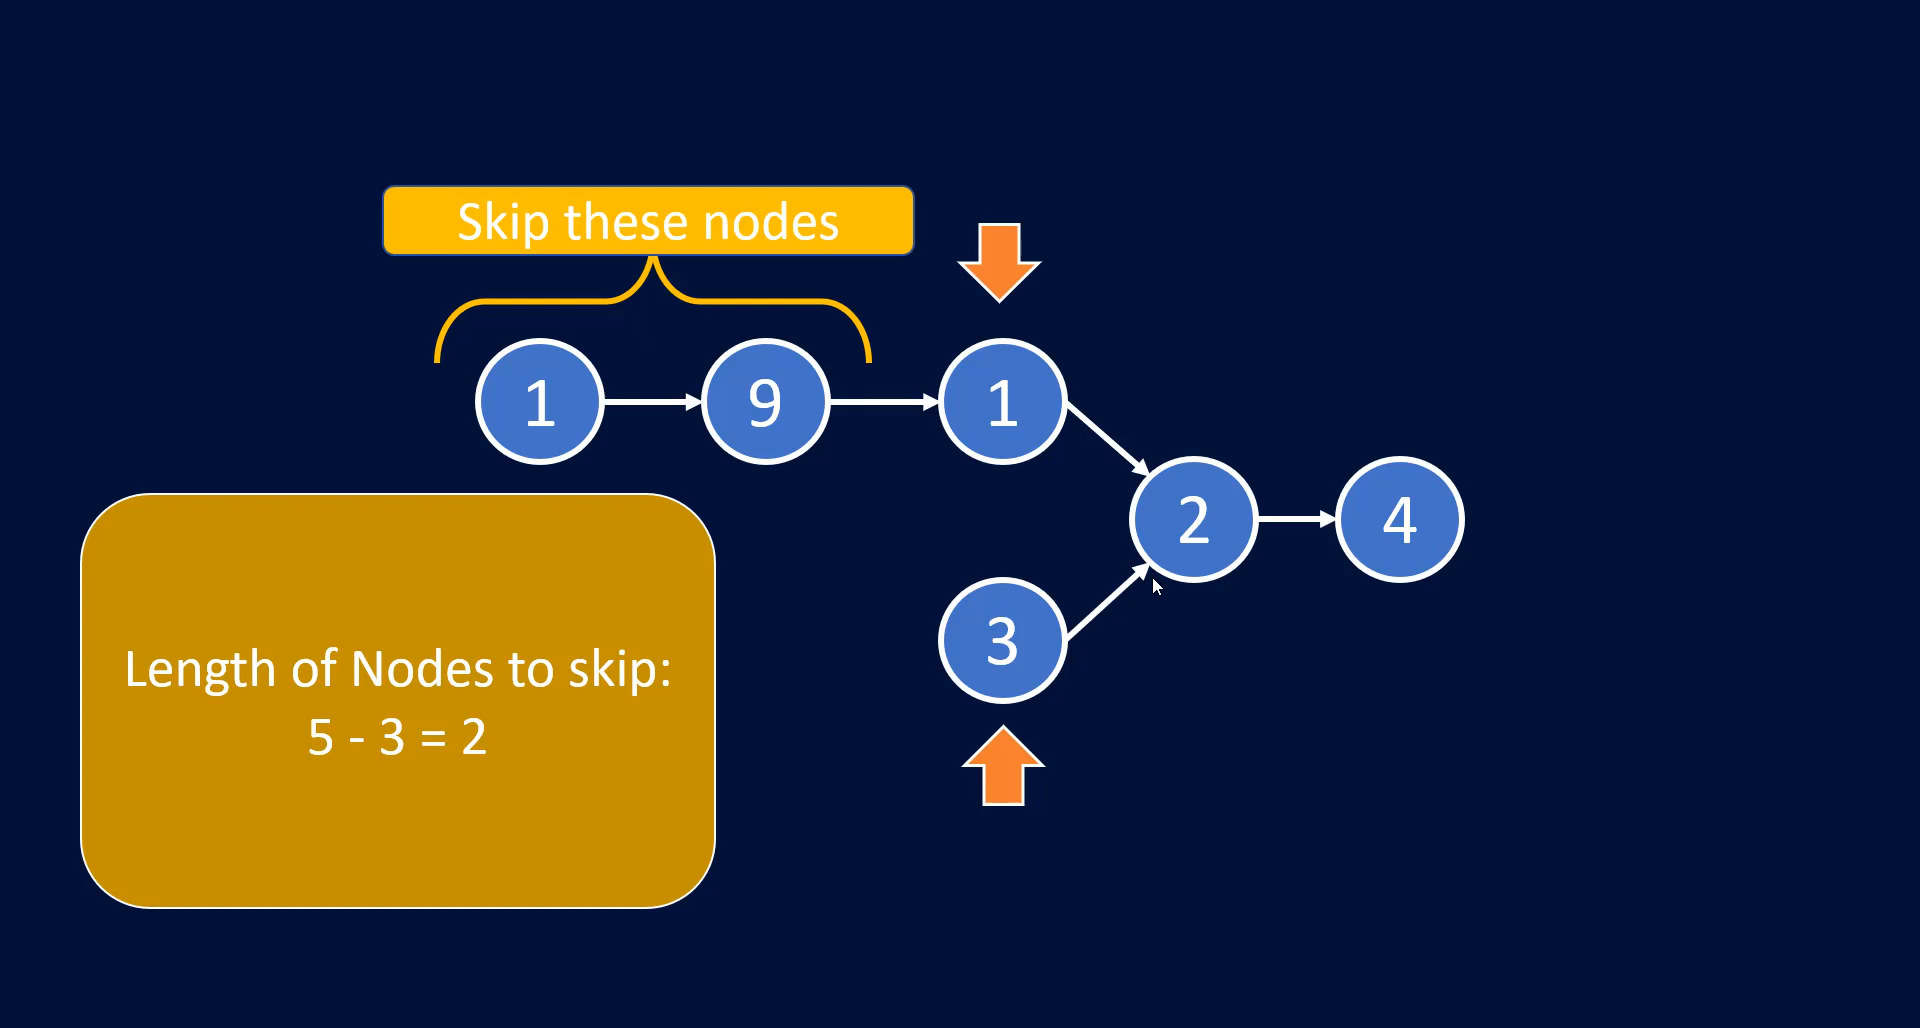 Skip these nodes
1
9
1
2
4
3
Length of Nodes to skip:
5 - 3 = 2